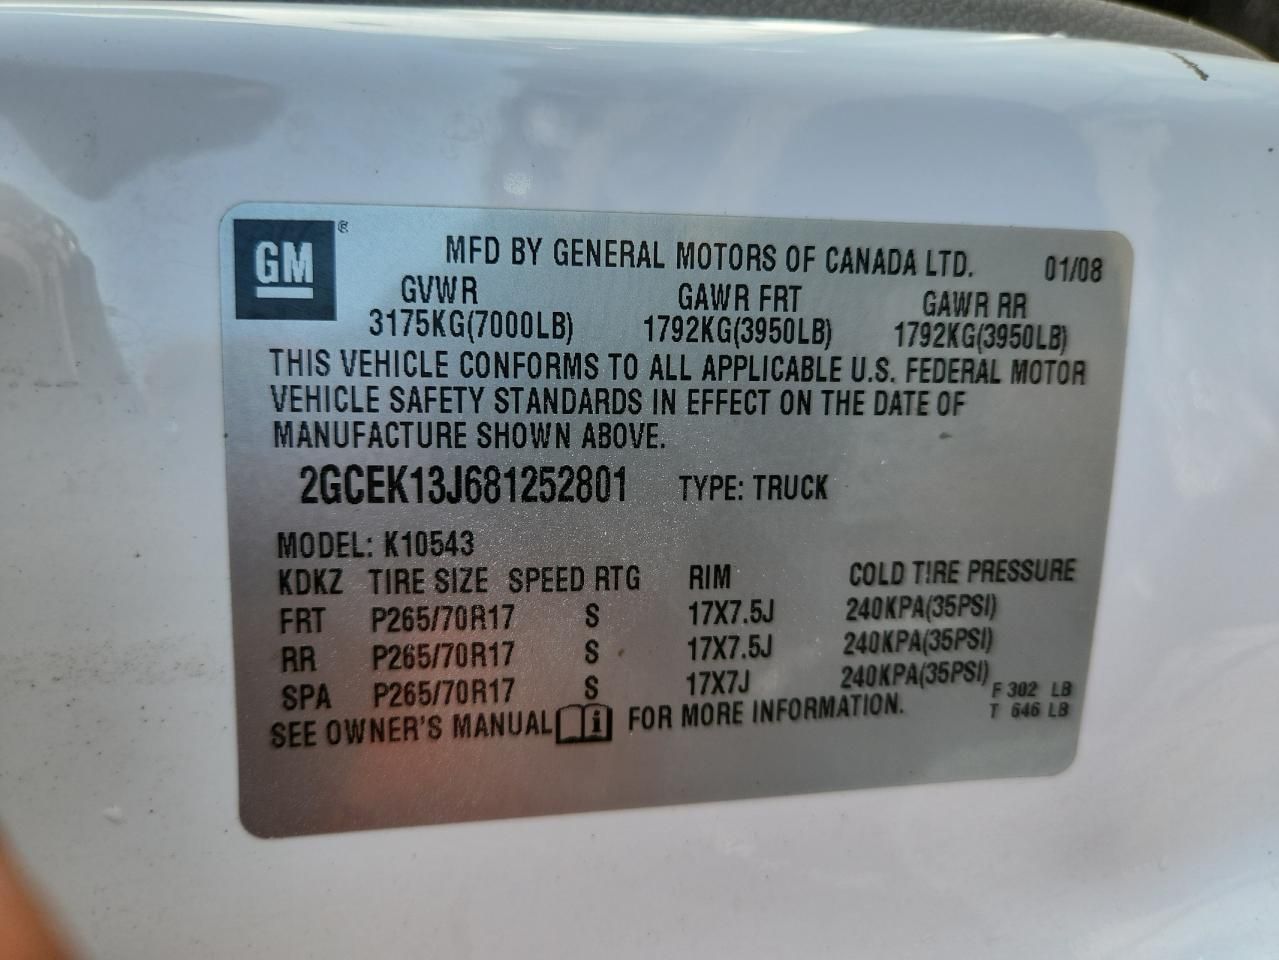 GM ®
MFD BY GENERAL MOTORS OF CANADA LTD. 01/08
GVWR GAWR FRT GAWR RR
3175KG(7000LB) 1792KG(3950LB) 1792KG(3950LB)
THIS VEHICLE CONFORMS TO ALL APPLICABLE U.S. FEDERAL MOTOR
VEHICLE SAFETY STANDARDS IN EFFECT ON THE DATE OF
MANUFACTURE SHOWN ABOVE.
2GCEK13J681252801 TYPE: TRUCK
MODEL: K10543
KDKZ TIRE SIZE SPEED RTG RIM COLD TIRE PRESSURE
FRT P265/70R17 S 17X7.5J 240KPA(35PSI)
RR P265/70R17 S 17X7.5J 240KPA(35PSI)
SPA P265/70R17 S 17X7J 240KPA(35PSI)
F 302 LB
SEE OWNER'S MANUAL i FOR MORE INFORMATION. T 646 LB